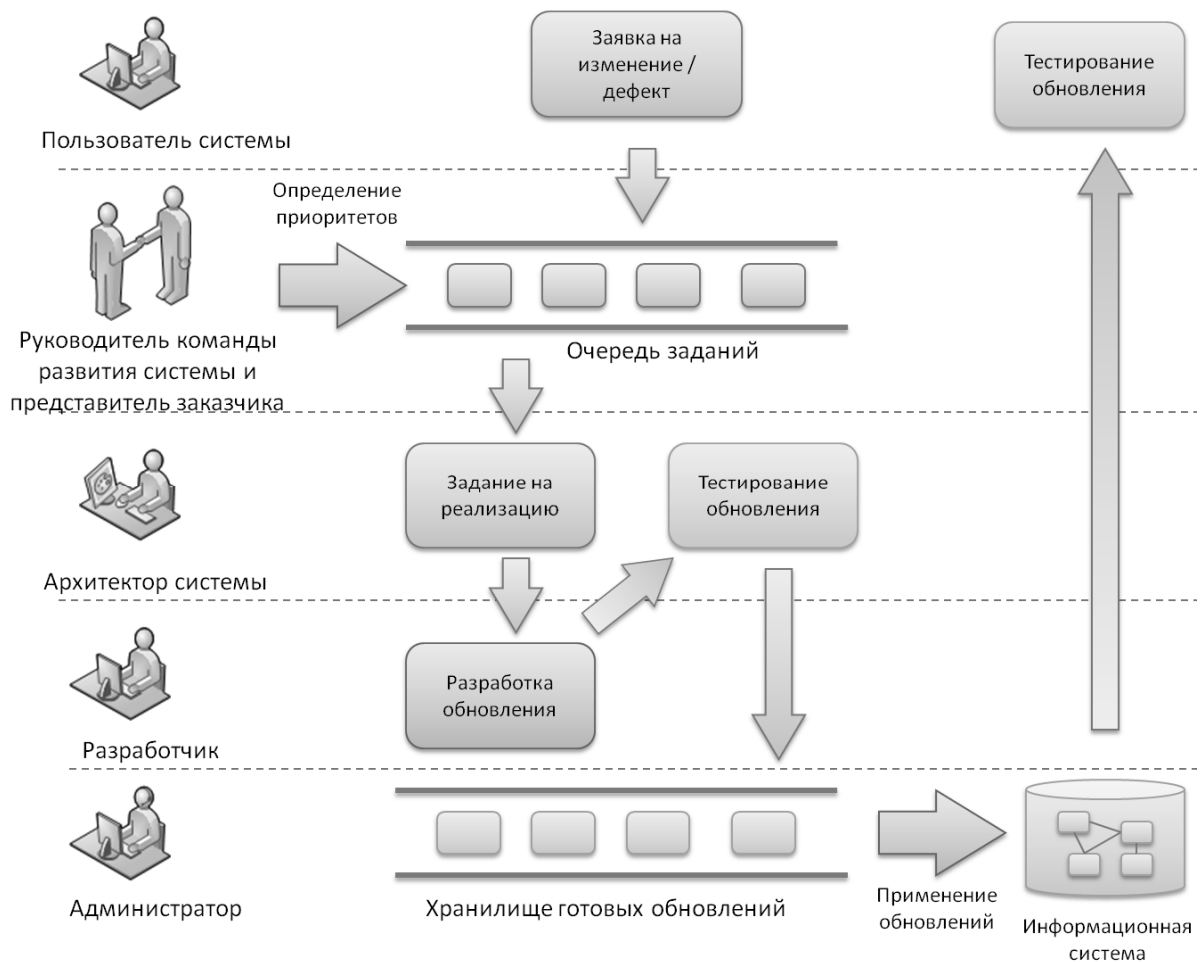 Заявка на
изменение /
дефект
Тестирование
обновления
Пользователь системы
Определение
приоритетов
Руководитель команды
развития системы и
представитель заказчика
Очередь заданий
Задание на
реализацию
Тестирование
обновления
Архитектор системы
Разработка
обновления
Разработчик
Администратор
Хранилище готовых обновлений
Применение
обновлений
Информационная
система